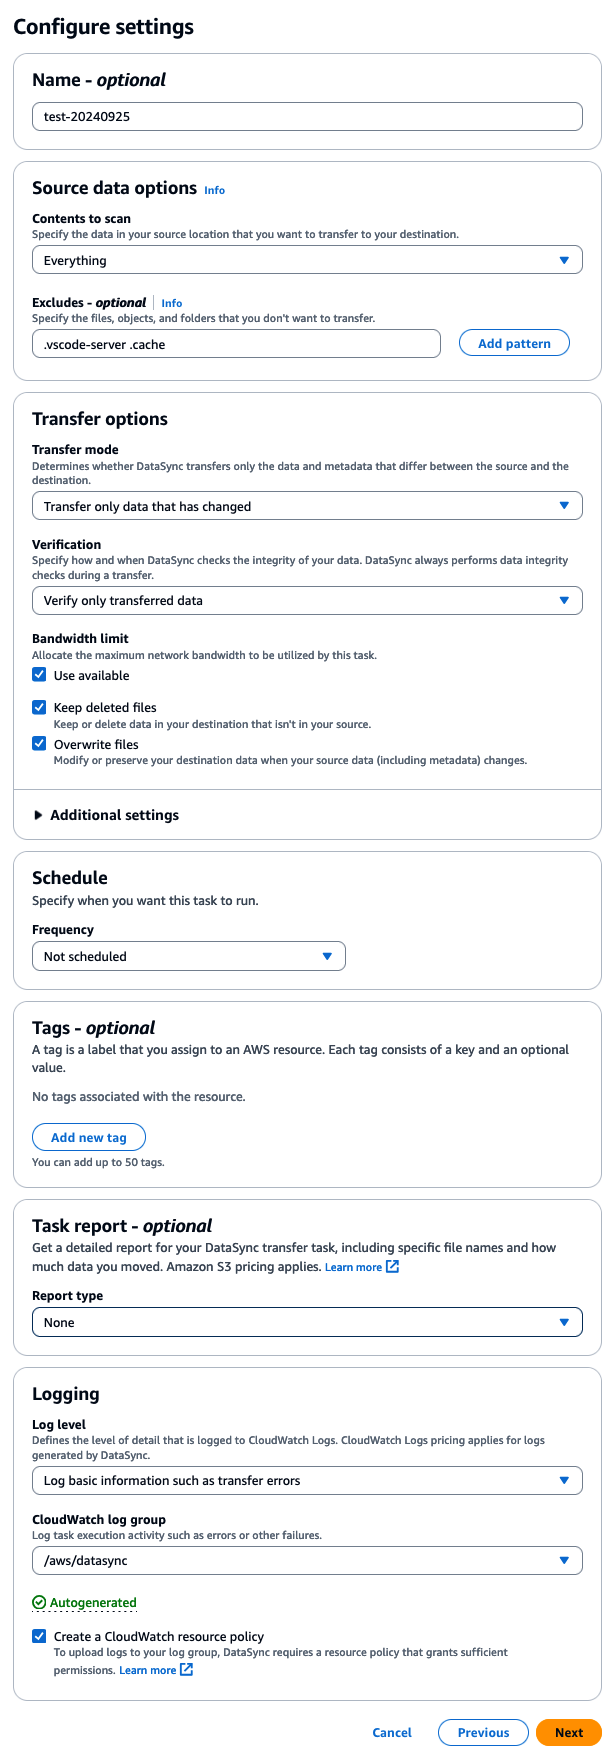 Configure settings
Name - optional
test-20240925
Source data options Info
Contents to scan
Specify the data in your source location that you want to transfer to your destination.
Everything
Excludes - optional Info
Specify the files, objects, and folders that you don't want to transfer.
.vscode-server .cache
Add pattern
Transfer options
Transfer mode
Determines whether DataSync transfers only the data and metadata that differ between the source and the
destination.
Transfer only data that has changed
Verification
Specify how and when DataSync checks the integrity of your data. DataSync always performs data integrity
checks during a transfer.
Verify only transferred data
Bandwidth limit
Allocate the maximum network bandwidth to be utilized by this task.
Use available
Keep deleted files
Keep or delete data in your destination that isn't in your source.
Overwrite files
Modify or preserve your destination data when your source data (including metadata) changes.
Additional settings
Schedule
Specify when you want this task to run.
Frequency
Not scheduled
Tags - optional
A tag is a label that you assign to an AWS resource. Each tag consists of a key and an optional
value.
No tags associated with the resource.
Add new tag
You can add up to 50 tags.
Task report - optional
Get a detailed report for your DataSync transfer task, including specific file names and how
much data you moved. Amazon S3 pricing applies. Learn more
Report type
None
Logging
Log level
Defines the level of detail that is logged to CloudWatch Logs. CloudWatch Logs pricing applies for logs
generated by DataSync.
Log basic information such as transfer errors
CloudWatch log group
Log task execution activity such as errors or other failures.
/aws/datasync
Autogenerated
Create a CloudWatch resource policy
To upload logs to your log group, DataSync requires a resource policy that grants sufficient
permissions. Learn more
Cancel
Previous
Next